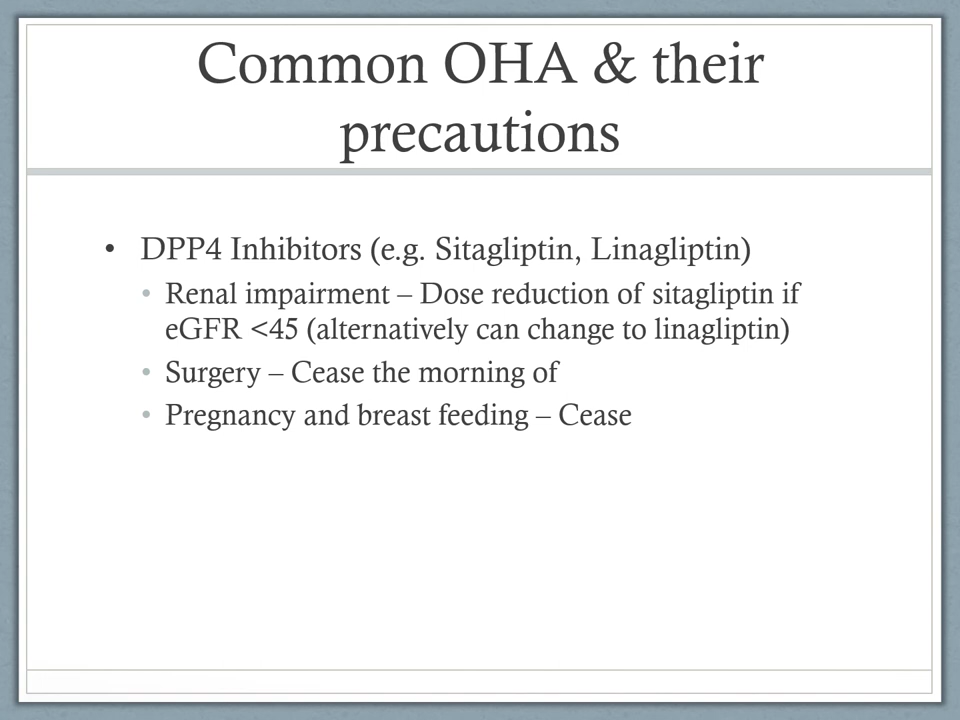 Common OHA & their
precautions
• DPP4 Inhibitors (e.g. Sitagliptin, Linagliptin)
• Renal impairment – Dose reduction of sitagliptin if
eGFR <45 (alternatively can change to linagliptin)
• Surgery – Cease the morning of
• Pregnancy and breast feeding – Cease